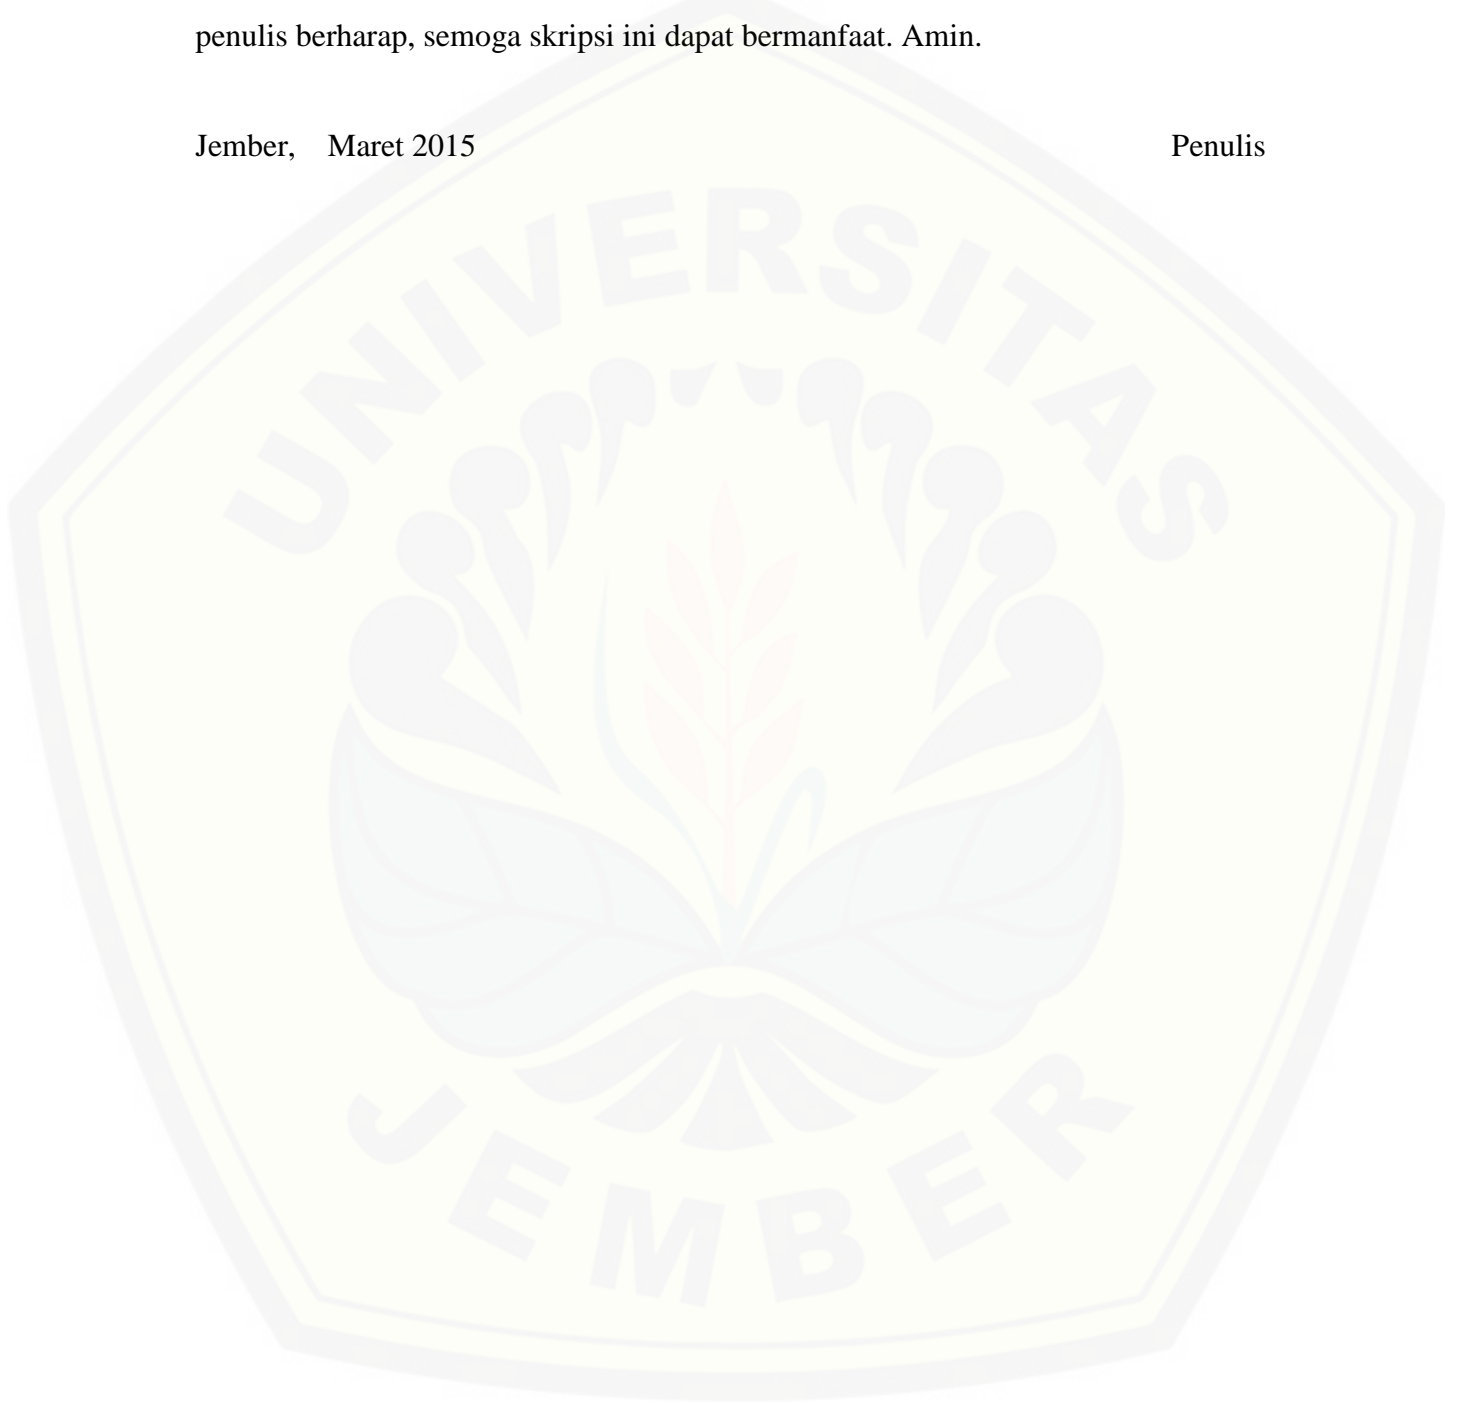 penulis berharap, semoga skripsi ini dapat bermanfaat. Amin.
Jember, Maret 2015 Penulis
UNIVERSITAS
JEMBER